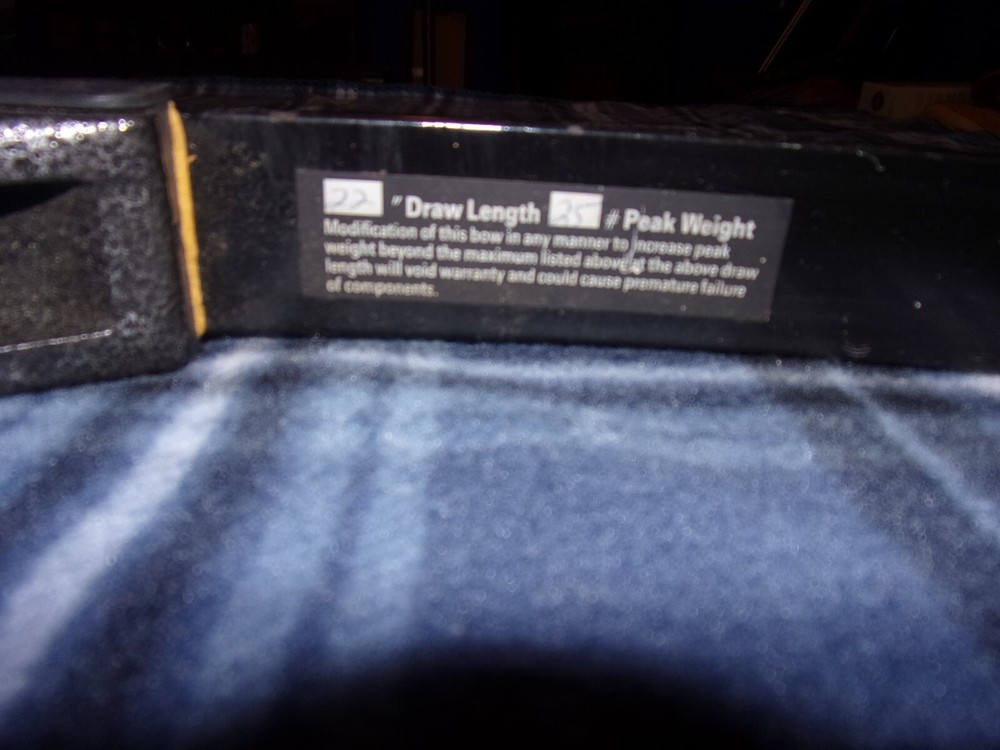 22 " Draw Length 25 # Peak Weight
Modification of this bow in any manner to increase peak
weight beyond the maximum listed above at the above draw
length will void warranty and could cause premature failure
of components.